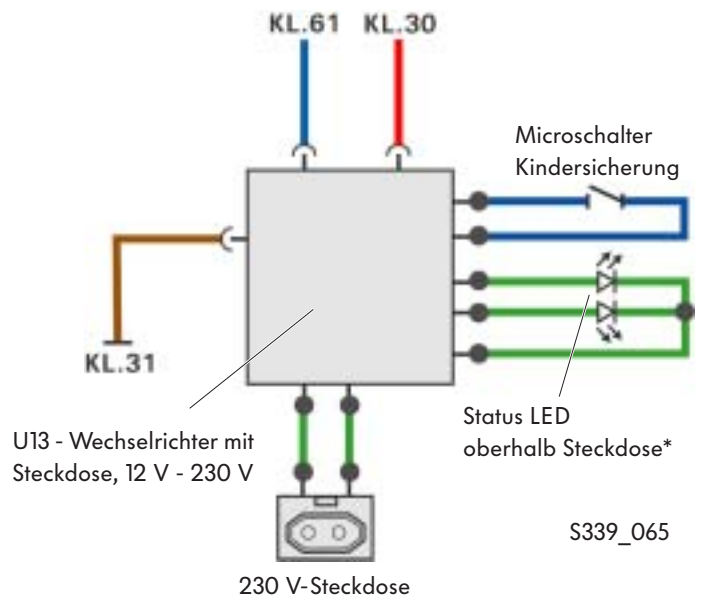 KL.61
KL.30
Microschalter
Kindersicherung
KL.31
U13 - Wechselrichter mit
Steckdose, 12 V - 230 V
Status LED
oberhalb Steckdose*
S339_065
230 V-Steckdose